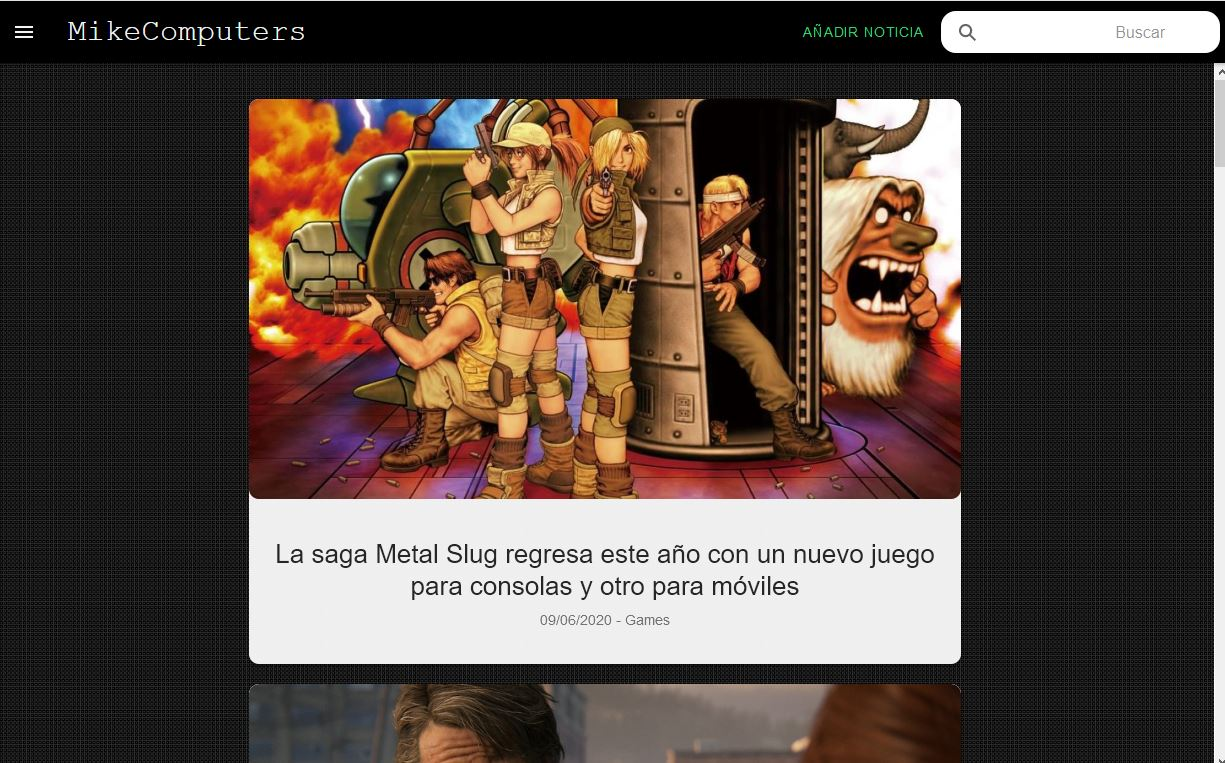 MikeComputers
AÑADIR NOTICIA
Buscar
La saga Metal Slug regresa este año con un nuevo juego
para consolas y otro para móviles
09/06/2020 - Games